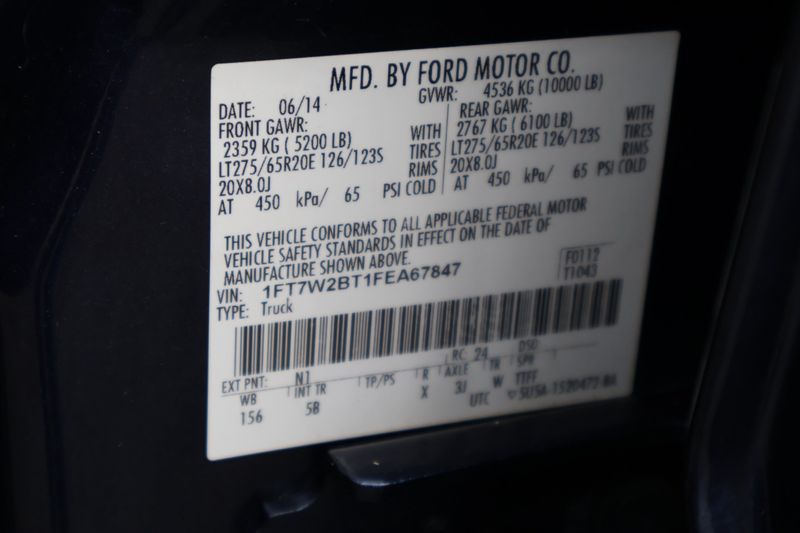 MFD. BY FORD MOTOR CO.
DATE: 06/14
GVWR: 4536 KG (10000 LB)
FRONT GAWR:
2359 KG ( 5200 LB) WITH
LT275/65R20E 126/123S TIRES
20X8.0J RIMS
AT 450 kPa/ 65 PSI COLD
REAR GAWR:
2767 KG ( 6100 LB) WITH
LT275/65R20E 126/123S TIRES
20X8.0J RIMS
AT 450 kPa/ 65 PSI COLD
THIS VEHICLE CONFORMS TO ALL APPLICABLE FEDERAL MOTOR
VEHICLE SAFETY STANDARDS IN EFFECT ON THE DATE OF
MANUFACTURE SHOWN ABOVE.
VIN: 1FT7W2BT1FEA67847
TYPE: Truck
F0112
T1043
EXT PNT: N1 RC: 24 DSO
WB INT TR TP/PS R AXLE TR SPR
156 5B X 3J W TTFF
UTC